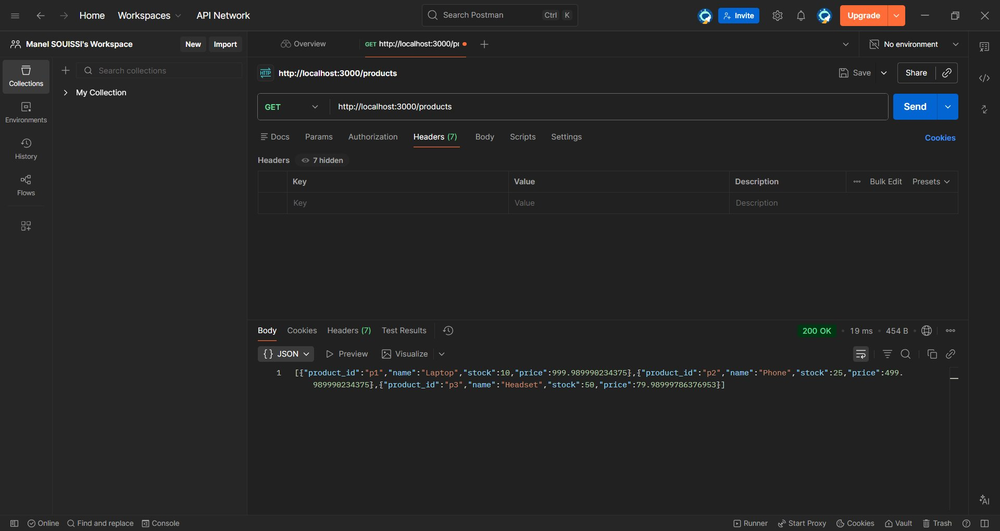 Home Workspaces API Network Search Postman Ctrl K Invite Upgrade
Manel SOUISSI's Workspace New Import Overview GET http://localhost:3000/pr No environment
Collections
Search collections
HTTP http://localhost:3000/products Save Share
My Collection
GET http://localhost:3000/products Send
Environments
Docs Params Authorization Headers (7) Body Scripts Settings Cookies
History
Headers 7 hidden
Key Value Description Bulk Edit Presets
Flows
Key Value Description
Body Cookies Headers (7) Test Results 200 OK • 19 ms • 454 B •
{} JSON Preview Visualize
1 [{"product_id":"p1","name":"Laptop","stock":10,"price":999.989990234375},{"product_id":"p2","name":"Phone","stock":25,"price":499.
989990234375},{"product_id":"p3","name":"Headset","stock":50,"price":79.98999786376953}]
AI
Online Find and replace Console Runner Start Proxy Cookies Vault Trash